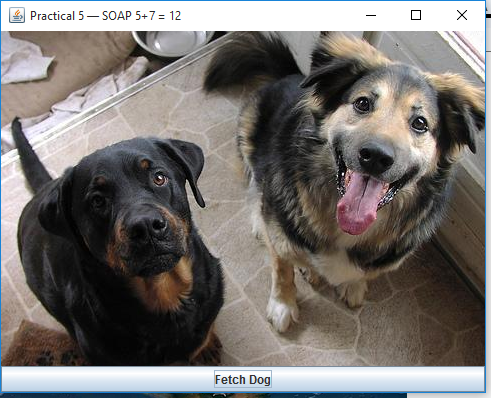 Practical 5 — SOAP 5+7 = 12
Fetch Dog